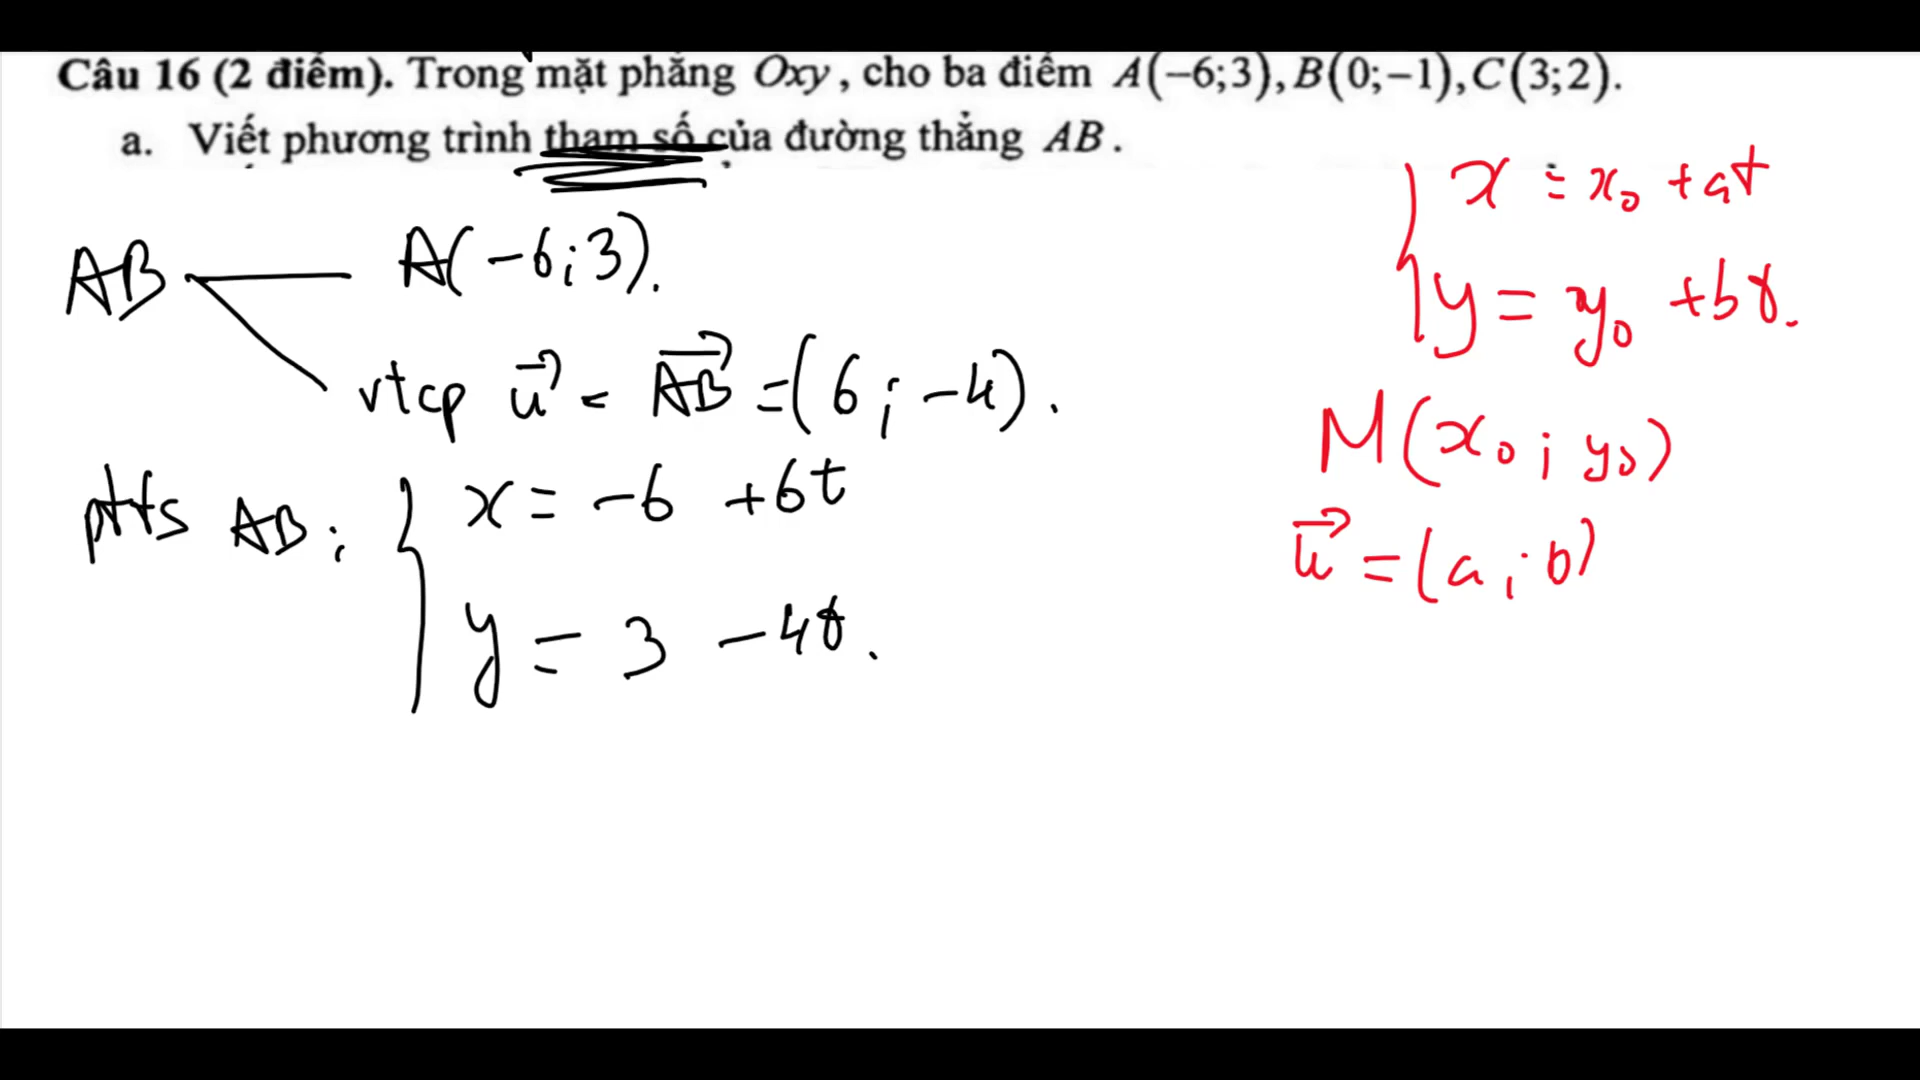 Câu 16 (2 điểm). Trong mặt phẳng Oxy, cho ba điểm A(−6;3), B(0;−1), C(3;2).
a. Viết phương trình tham số của đường thẳng AB.
AB
A(−6;3).
vtcp u⃗ = AB⃗ = (6; −4).
ptts AB: { x = −6 + 6t
y = 3 − 4t.
{ x = x₀ + at
y = y₀ + bt.
M(x₀; y₀)
u⃗ = (a; b)